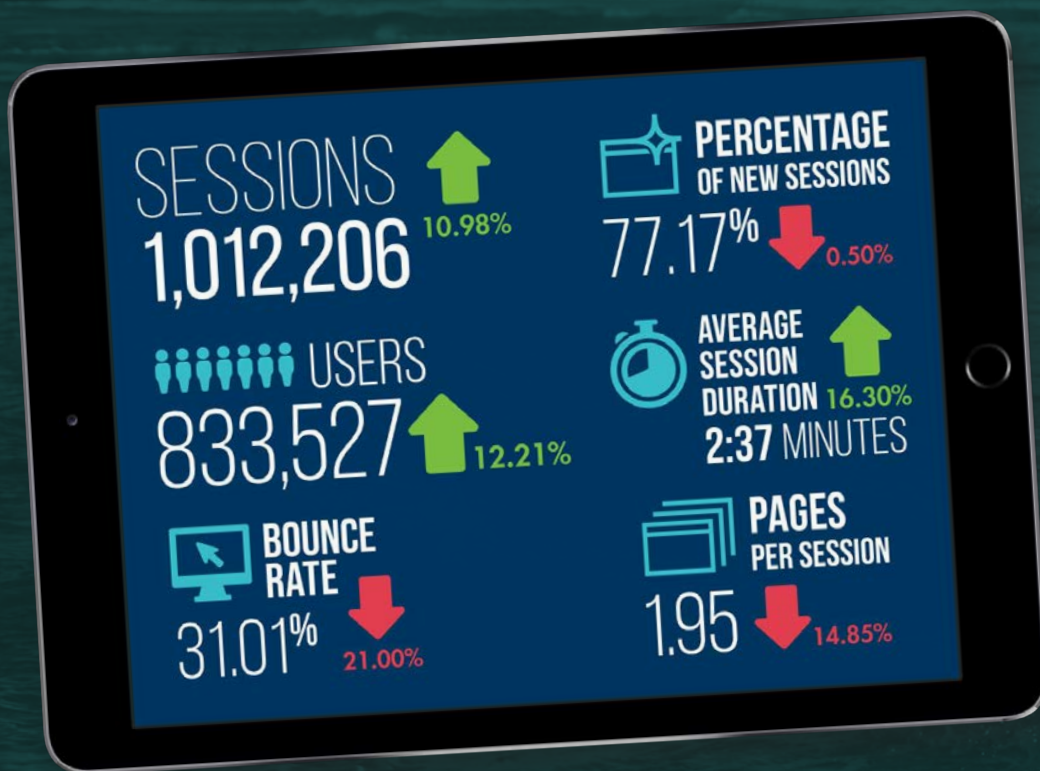 SESSIONS
10.98%
1,012,206
USERS
833,527
12.21%
BOUNCE
RATE
31.01%
21.00%
PERCENTAGE
OF NEW SESSIONS
77.17%
0.50%
AVERAGE
SESSION
DURATION 16.30%
2:37 MINUTES
PAGES
PER SESSION
1.95
14.85%